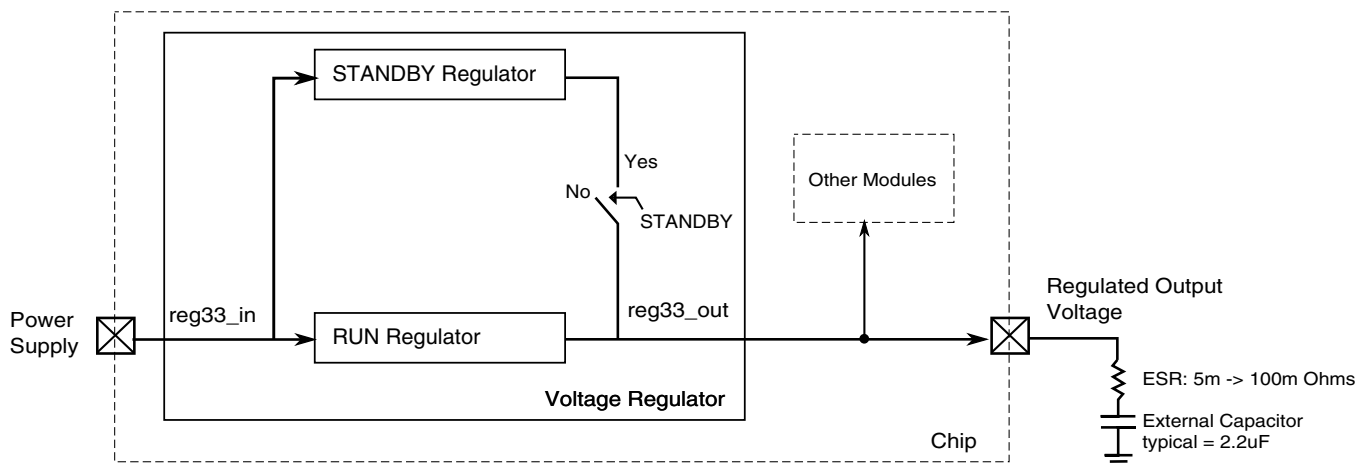 STANDBY Regulator
Yes
No
STANDBY
Other Modules
Power
Supply
reg33_in
RUN Regulator
reg33_out
Regulated Output
Voltage
Voltage Regulator
Chip
ESR: 5m -> 100m Ohms
External Capacitor
typical = 2.2uF